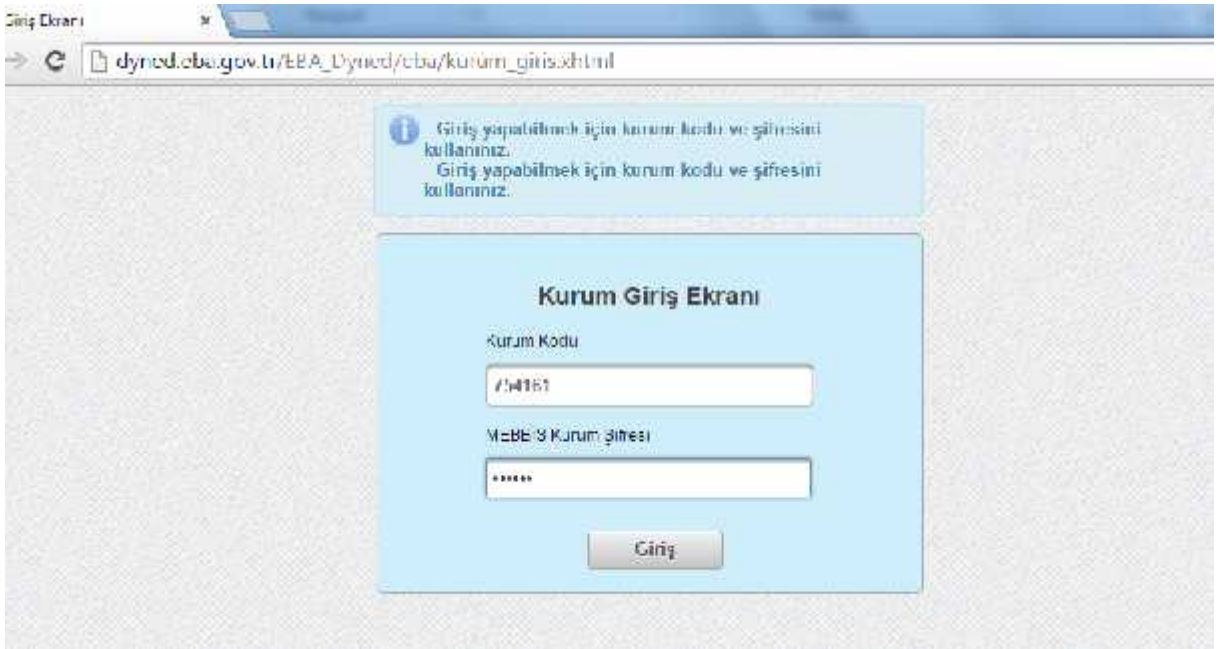 Giriş Ekranı
dyned.eba.gov.tr/EBA_Dyned/eba/kurum_giris.xhtml
Giriş yapabilmek için kurum kodu ve şifresini
kullanınız.
Giriş yapabilmek için kurum kodu ve şifresini
kullanınız.
Kurum Giriş Ekranı
Kurum Kodu
754161
MEBBİS Kurum Şifresi
Giriş